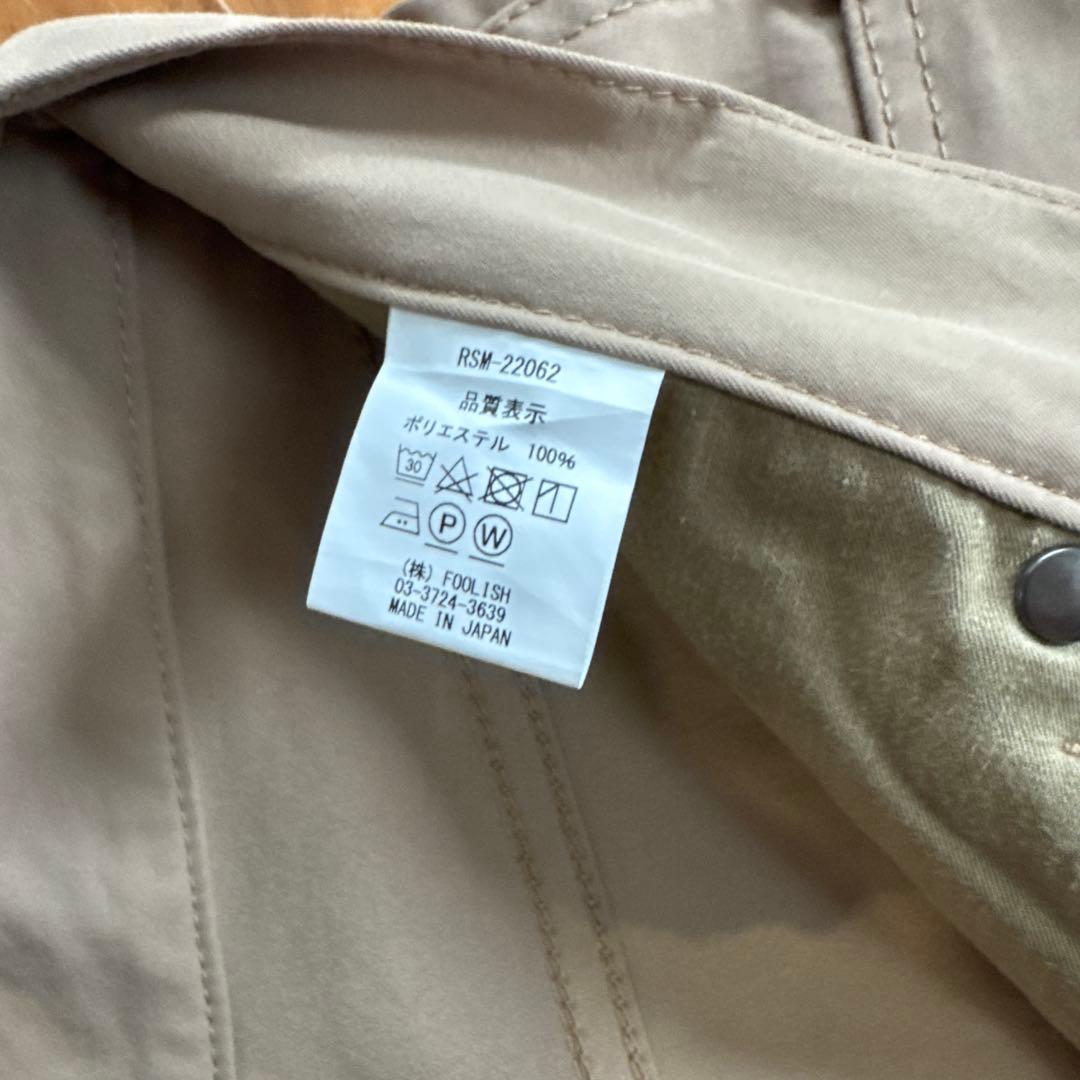 RSM-22062
品質表示
ポリエステル 100%
30
P W
(株) FOOLISH
03-3724-3639
MADE IN JAPAN